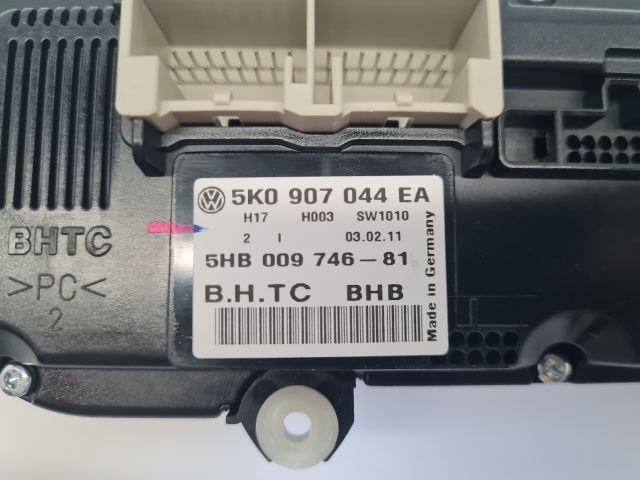 5K0 907 044 EA
H17 H003 SW1010
2 I 03.02.11
5HB 009 746-81
B.H.TC BHB
Made in Germany
BHTC
>PC<
2